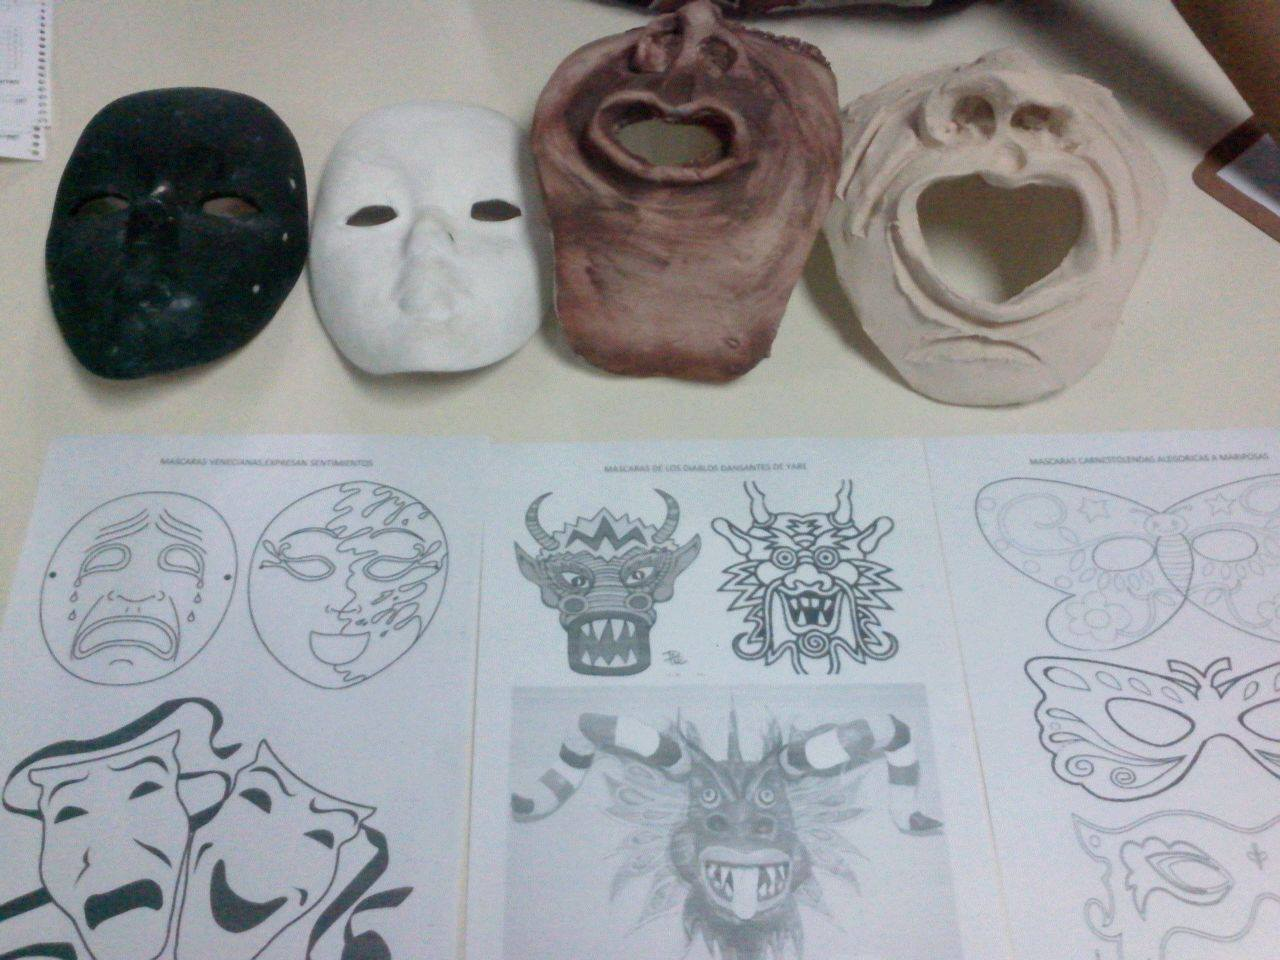 MASCARAS VENECIANAS,EXPRESAN SENTIMIENTOS
MASCARAS DE LOS DIABLOS DANSANTES DE YARE
MASCARAS CARNESTOLENDAS ALEGORICAS A MARIPOSAS